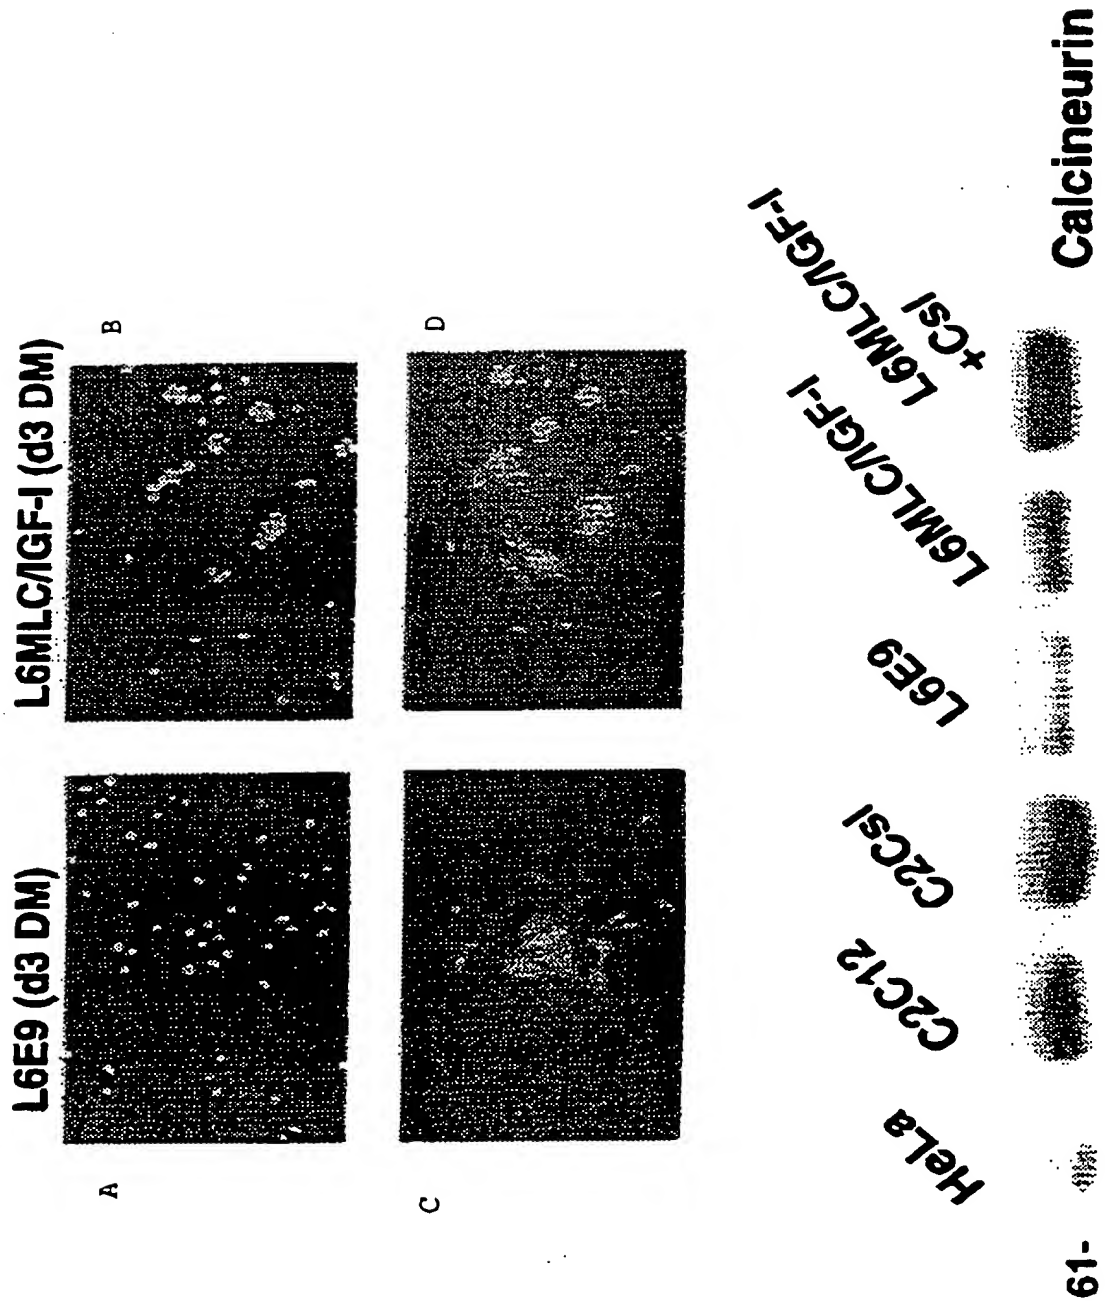 L6E9 (d3 DM)
L6MLC/IGF-I (d3 DM)
A
B
C
D
HeLa
C2C12
C2CsI
L6E9
L6MLC/IGF-I
L6MLC/IGF-I
+CsI
61-
Calcineurin